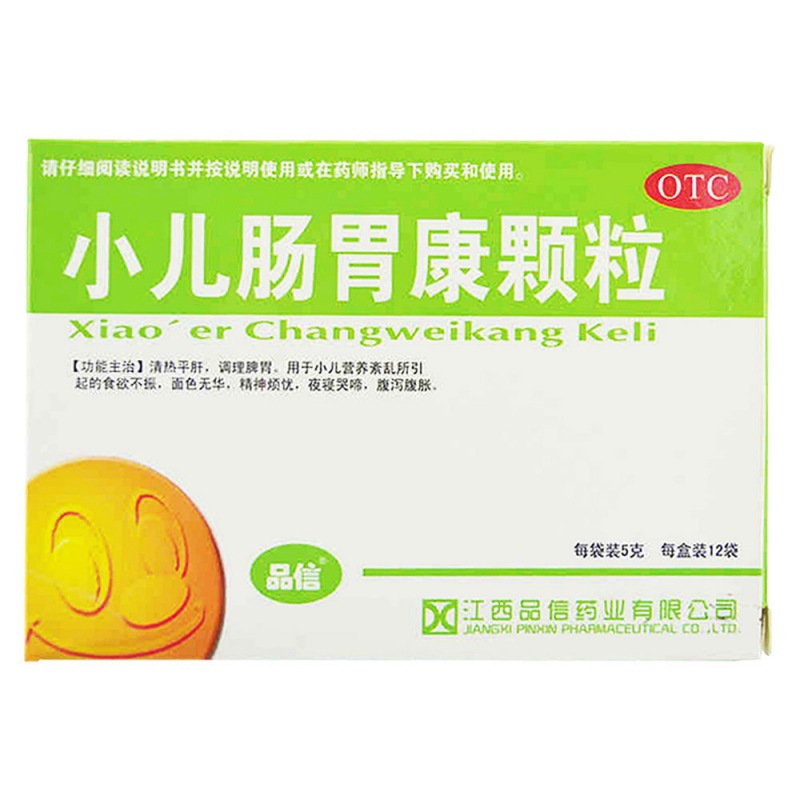 请仔细阅读说明书并按说明使用或在药师指导下购买和使用。
OTC
小儿肠胃康颗粒
Xiao´er Changweikang Keli
【功能主治】清热平肝，调理脾胃。用于小儿营养紊乱所引
起的食欲不振，面色无华，精神烦忧，夜寝哭啼，腹泻腹胀。
每袋装5克 每盒装12袋
品信®
江西品信药业有限公司
JIANGXI PINXIN PHARMACEUTICAL CO.,LTD.